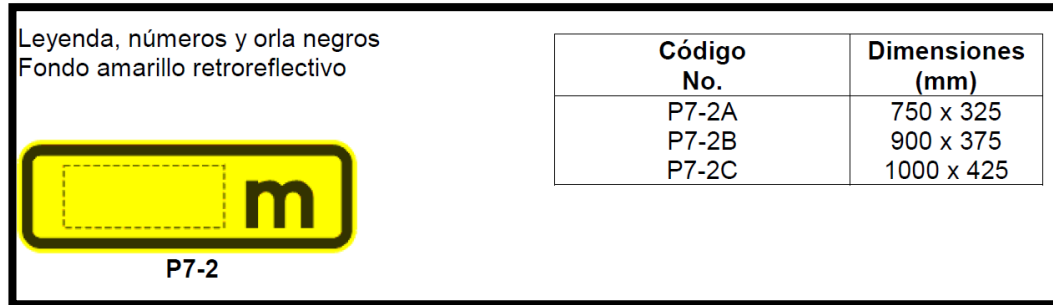 Leyenda, números y orla negros
Fondo amarillo retroreflectivo
m
P7-2
Código No. Dimensiones (mm)
P7-2A 750 x 325
P7-2B 900 x 375
P7-2C 1000 x 425